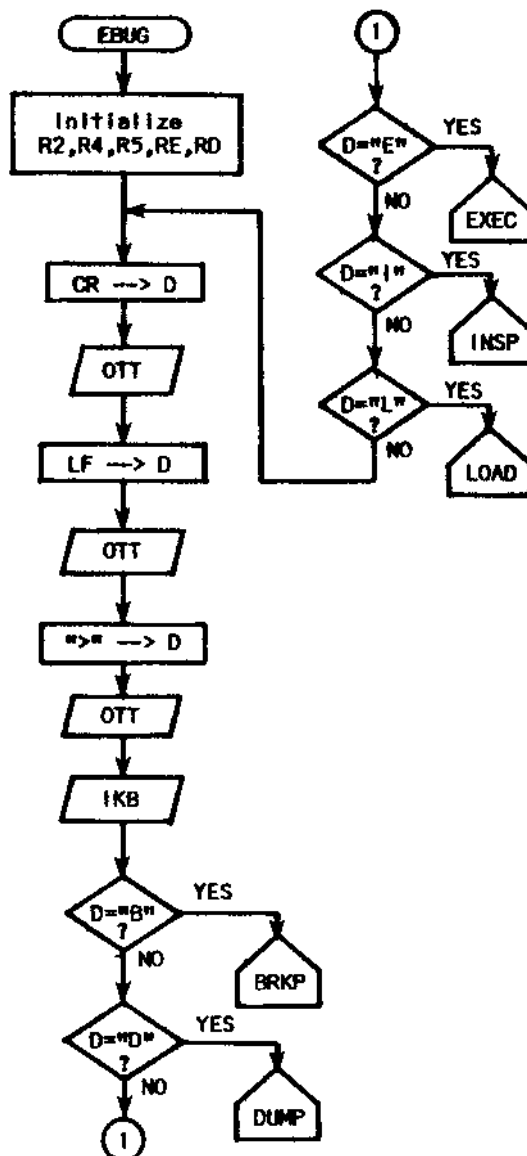 EBUG
Initialize
R2,R4,R5,RE,RD
CR --> D
OTT
LF --> D
OTT
">" --> D
OTT
IKB
D="B"
?
YES
NO
BRKP
D="D"
?
YES
NO
DUMP
1
1
D="E"
?
YES
NO
EXEC
D="I"
?
YES
NO
INSP
D="L"
?
YES
NO
LOAD